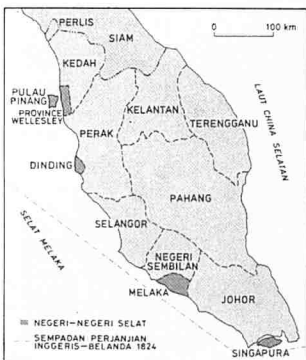 PERLIS
SIAM
KEDAH
PULAU
PINANG
PROVINCE
WELLESLEY
KELANTAN
TERENGGANU
LAUT CHINA SELATAN
PERAK
DINDING
PAHANG
SELANGOR
SELAT MELAKA
NEGERI
SEMBILAN
MELAKA
JOHOR
SINGAPURA
NEGERI-NEGERI SELAT
SEMPADAN PERJANJIAN
INGGERIS-BELANDA 1824
0 100 km